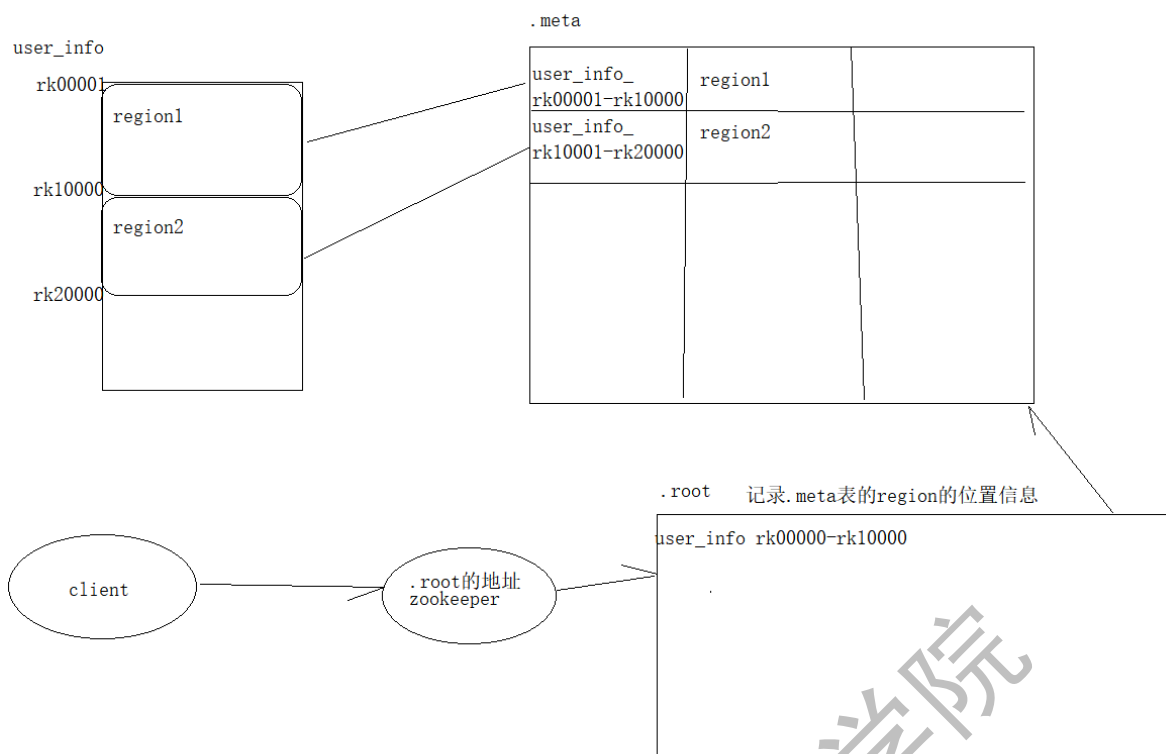 .meta
user_info
rk00001
region1
rk10000
region2
rk20000
user_info_
rk00001-rk10000
region1
user_info_
rk10001-rk20000
region2
.root 记录.meta表的region的位置信息
user_info rk00000-rk10000
client
.root的地址
zookeeper
学院